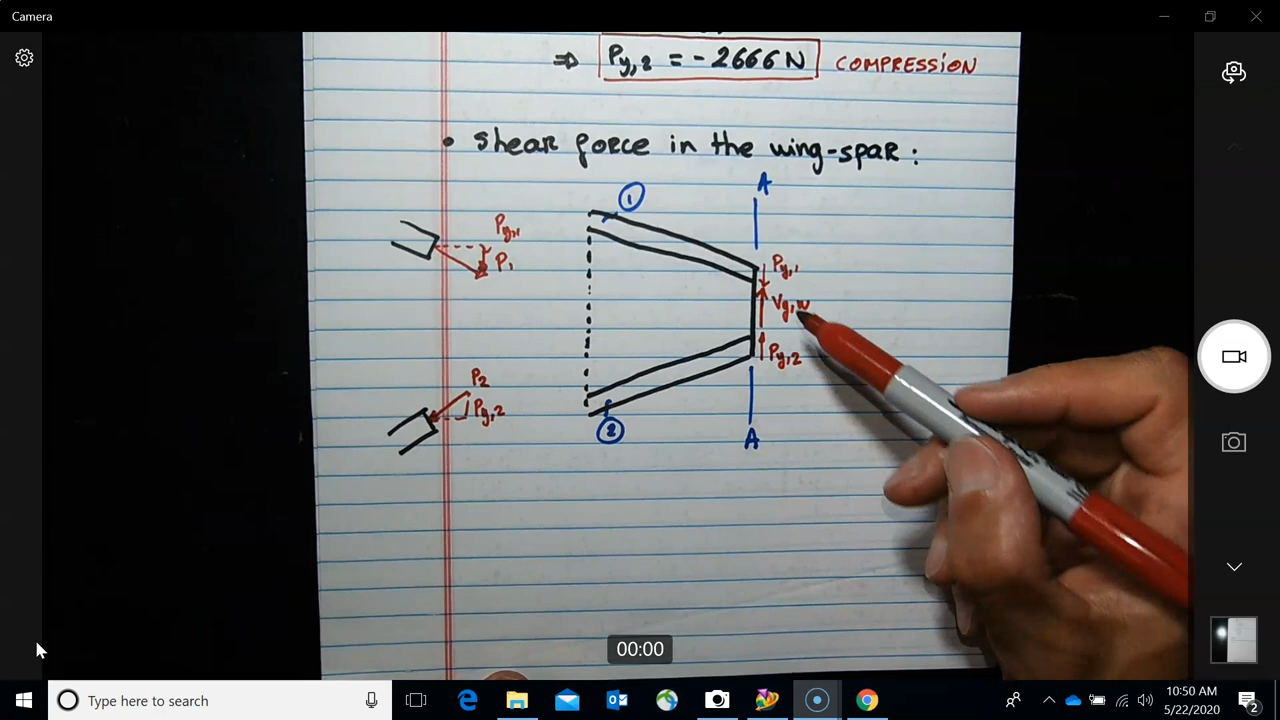 Camera
⇒ Py,2 = - 2666 N COMPRESSION
• Shear force in the wing-spar:
1
A
Py,1
P1
Py,1
Vy,w
Py,2
P2
Py,2
2
A
00:00
Type here to search
10:50 AM
5/22/2020
2